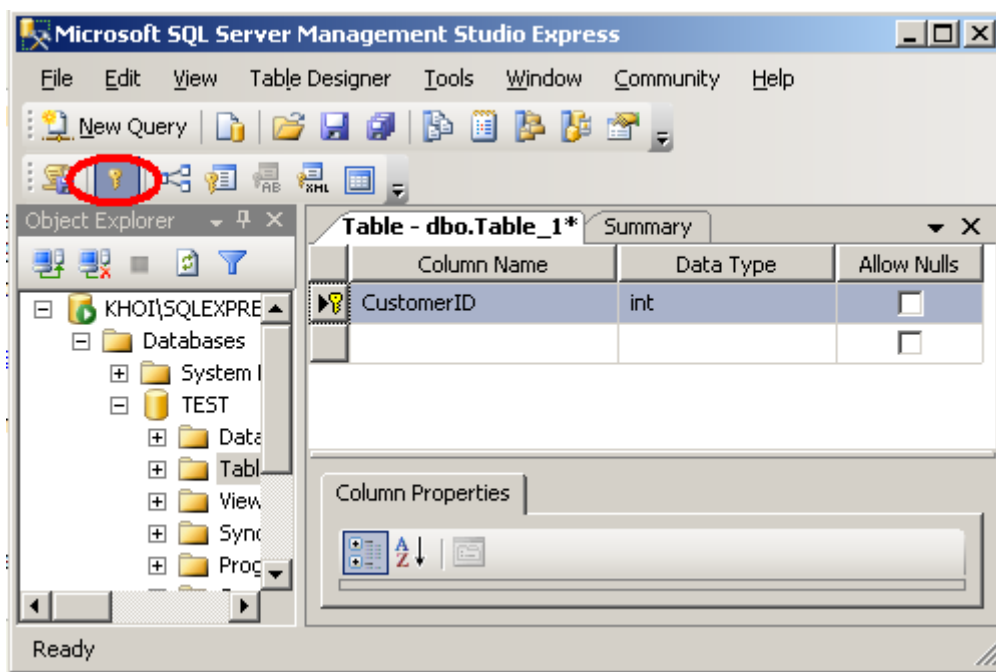 Microsoft SQL Server Management Studio Express
File Edit View Table Designer Tools Window Community Help
New Query
AB XML
Object Explorer
Table - dbo.Table_1* Summary
Column Name Data Type Allow Nulls
KHOI\SQLEXPRE
CustomerID int
Databases
System
TEST
Data
Tabl
View
Sync
Prog
Column Properties
A
Z
Ready